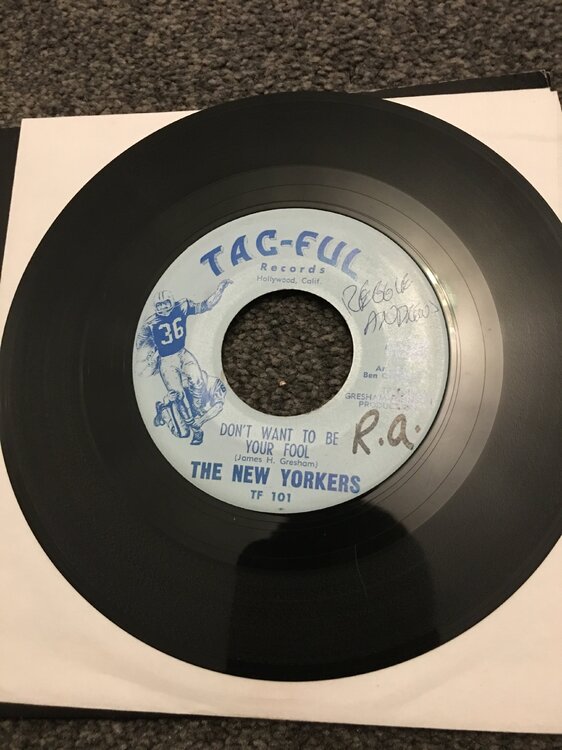 TAC-FUL
Records
Hollywood, Calif.
REGGIE
ANDREWS
36
Ben
GRESHAM
R.a.
DON'T WANT TO BE
YOUR FOOL
(James H. Gresham)
THE NEW YORKERS
TF 101